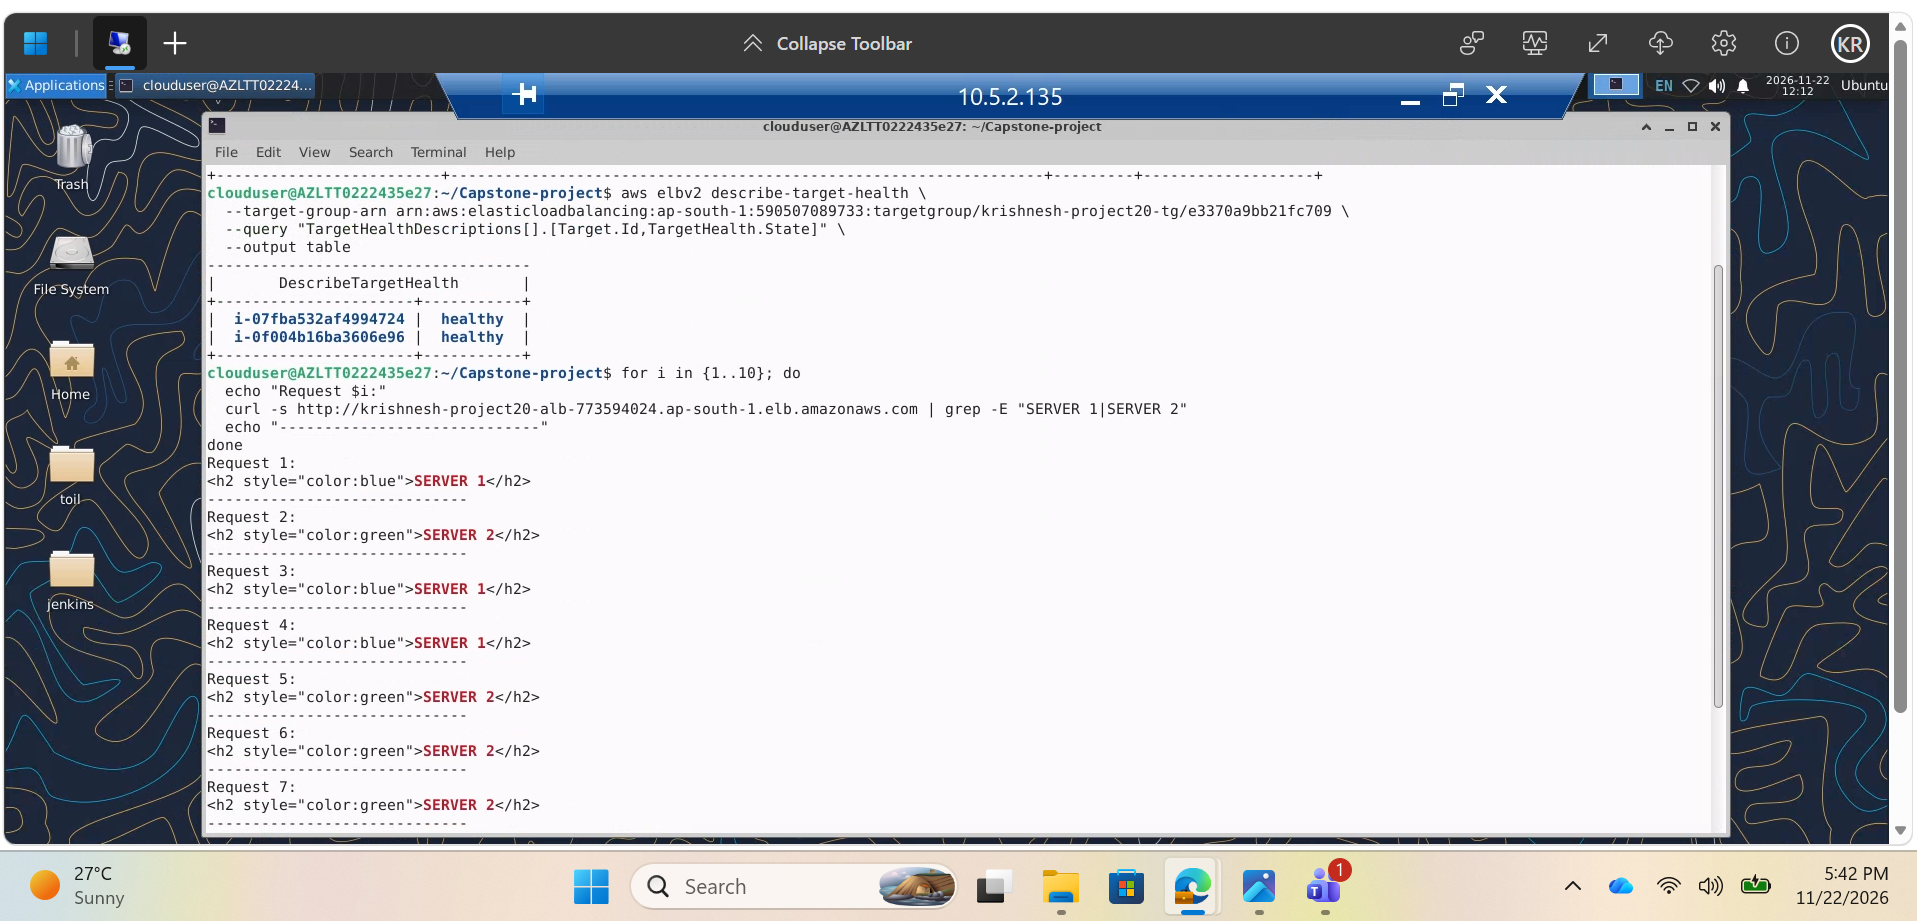 Collapse Toolbar
KR
Applications
clouduser@AZLTT02224...
10.5.2.135
EN
2026-11-22
12:12
Ubuntu
clouduser@AZLTT0222435e27: ~/Capstone-project
File Edit View Search Terminal Help
Trash
File System
Home
toil
jenkins
+-------------------------+------------------------------------------------------------------+---------+------------------+
clouduser@AZLTT0222435e27:~/Capstone-project$ aws elbv2 describe-target-health \
  --target-group-arn arn:aws:elasticloadbalancing:ap-south-1:590507089733:targetgroup/krishnesh-project20-tg/e3370a9bb21fc709 \
  --query "TargetHealthDescriptions[].[Target.Id,TargetHealth.State]" \
  --output table
------------------------------------
|       DescribeTargetHealth       |
+----------------------+-----------+
|  i-07fba532af4994724 |  healthy  |
|  i-0f004b16ba3606e96 |  healthy  |
+----------------------+-----------+
clouduser@AZLTT0222435e27:~/Capstone-project$ for i in {1..10}; do
  echo "Request $i:"
  curl -s http://krishnesh-project20-alb-773594024.ap-south-1.elb.amazonaws.com | grep -E "SERVER 1|SERVER 2"
  echo "-----------------------------"
done
Request 1:
<h2 style="color:blue">SERVER 1</h2>
-----------------------------
Request 2:
<h2 style="color:green">SERVER 2</h2>
-----------------------------
Request 3:
<h2 style="color:blue">SERVER 1</h2>
-----------------------------
Request 4:
<h2 style="color:blue">SERVER 1</h2>
-----------------------------
Request 5:
<h2 style="color:green">SERVER 2</h2>
-----------------------------
Request 6:
<h2 style="color:green">SERVER 2</h2>
-----------------------------
Request 7:
<h2 style="color:green">SERVER 2</h2>
-----------------------------
27°C
Sunny
Search
1
5:42 PM
11/22/2026